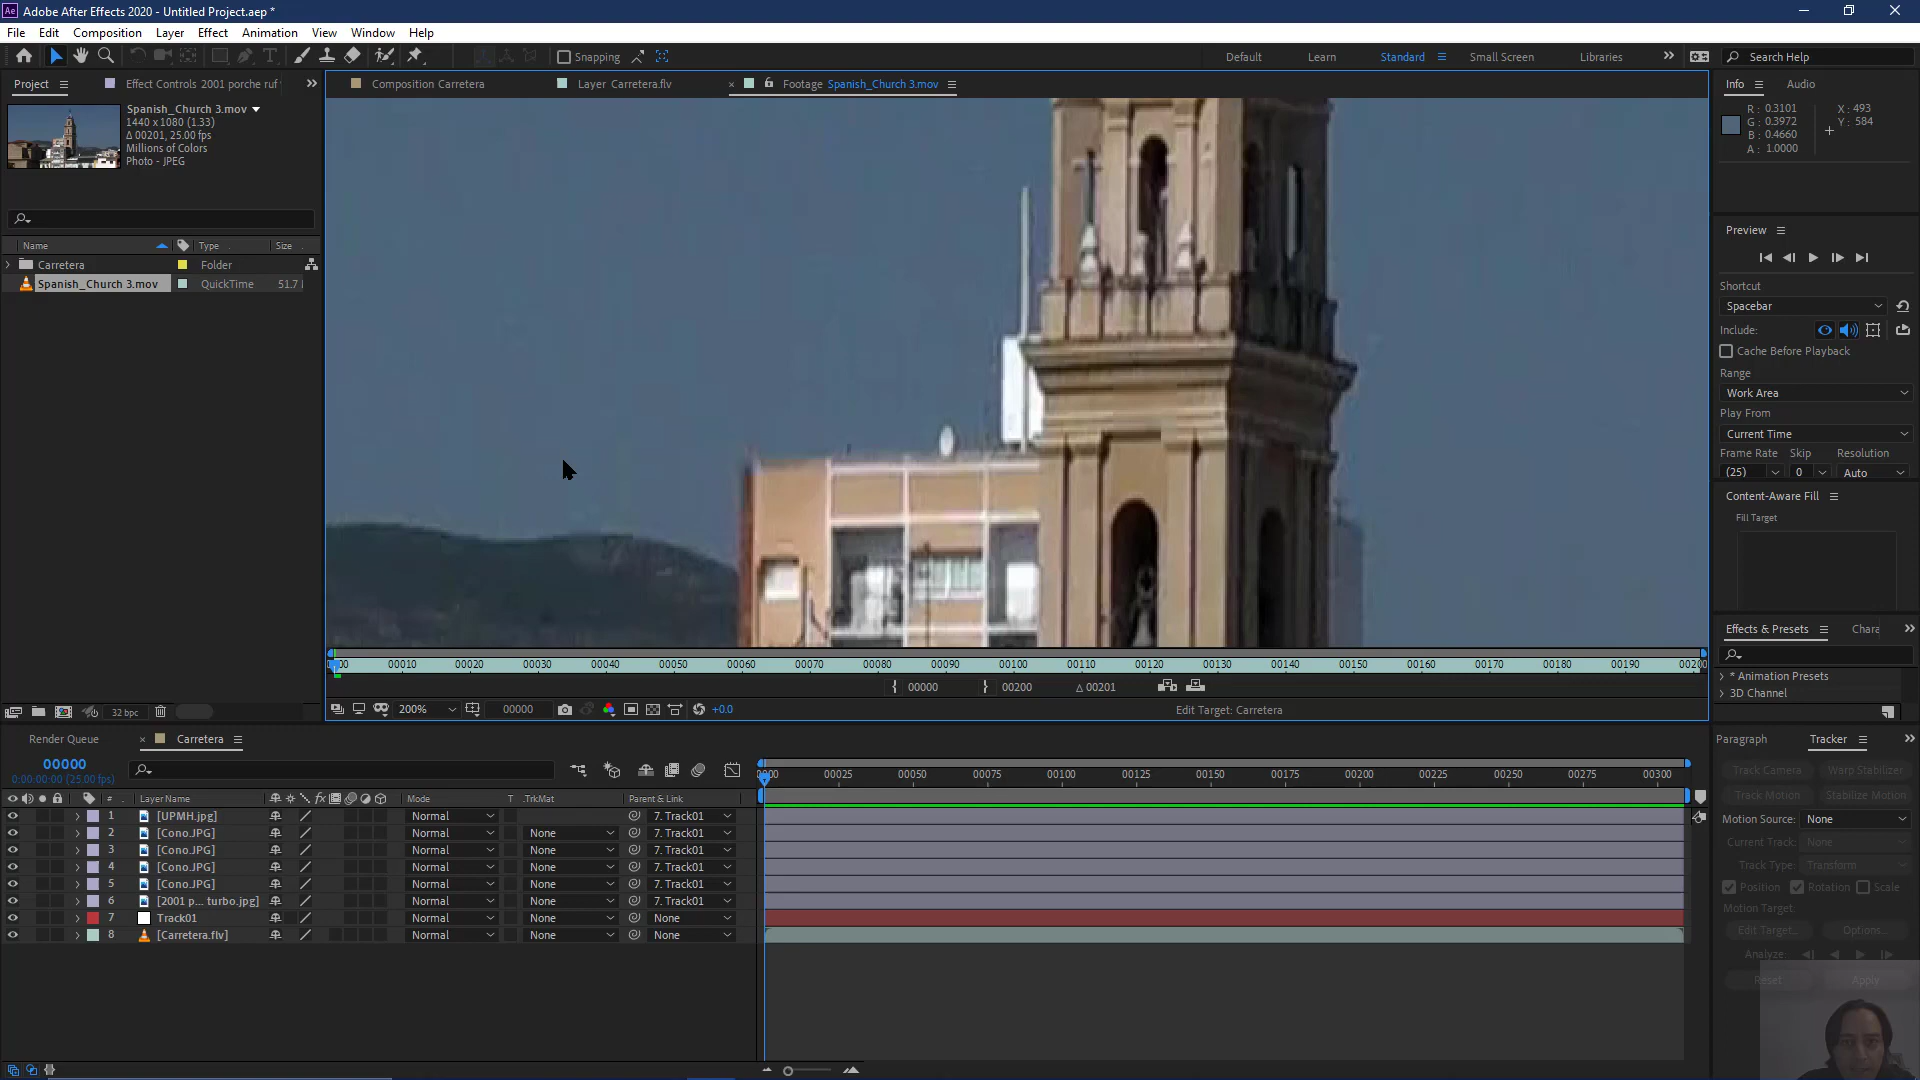 Ae Adobe After Effects 2020 - Untitled Project.aep *
File Edit Composition Layer Effect Animation View Window Help
Snapping
Default Learn Standard Small Screen Libraries
Search Help
Project Effect Controls 2001 porche ruf
Composition Carretera
Layer Carretera.flv
Footage Spanish_Church 3.mov
Spanish_Church 3.mov
1440 x 1080 (1.33)
Δ 00201, 25.00 fps
Millions of Colors
Photo - JPEG
Name Type Size
Carretera Folder
Spanish_Church 3.mov QuickTime 51.7
32 bpc
00010 00020 00030 00040 00050 00060 00070 00080 00090 00100 00110 00120 00130 00140 00150 00160 00170 00180 00190 00200
00000 00200 Δ 00201
200% 00000 +0.0 Edit Target: Carretera
Info Audio
R : 0.3101
G : 0.3972
B : 0.4660
A : 1.0000
X : 493
Y : 584
Preview
Shortcut
Spacebar
Include:
Cache Before Playback
Range
Work Area
Play From
Current Time
Frame Rate Skip Resolution
(25) 0 Auto
Content-Aware Fill
Fill Target
Effects & Presets Chara
* Animation Presets
3D Channel
Render Queue Carretera
00000
0:00:00:00 (25.00 fps)
# Layer Name fx Mode T .TrkMat Parent & Link
1 [UPMH.jpg] Normal 7. Track01
2 [Cono.JPG] Normal None 7. Track01
3 [Cono.JPG] Normal None 7. Track01
4 [Cono.JPG] Normal None 7. Track01
5 [Cono.JPG] Normal None 7. Track01
6 [2001 p... turbo.jpg] Normal None 7. Track01
7 Track01 Normal None None
8 [Carretera.flv] Normal None None
00025 00050 00075 00100 00125 00150 00175 00200 00225 00250 00275 00300
Paragraph Tracker
Track Camera Warp Stabilizer
Track Motion Stabilize Motion
Motion Source: None
Current Track: None
Track Type: Transform
Position Rotation Scale
Motion Target:
Edit Target... Options...
Analyze:
Reset Apply